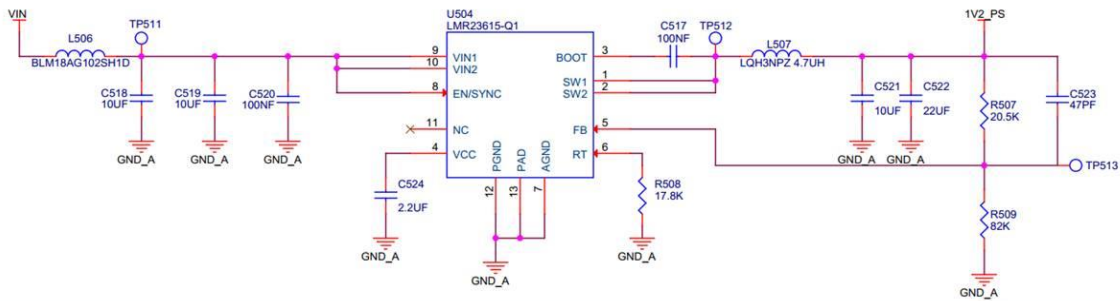 VIN
L506
BLM18AG102SH1D
TP511
C518
10UF
C519
10UF
C520
100NF
GND_A
GND_A
GND_A
U504
LMR23615-Q1
9
VIN1
10
VIN2
8
EN/SYNC
11
NC
4
VCC
BOOT
3
SW1
1
SW2
2
FB
5
RT
6
PGND
PAD
AGND
12
13
7
C524
2.2UF
GND_A
GND_A
R508
17.8K
GND_A
C517
100NF
TP512
L507
LQH3NPZ 4.7UH
1V2_PS
C521
10UF
C522
22UF
GND_A
GND_A
R507
20.5K
C523
47PF
TP513
R509
82K
GND_A